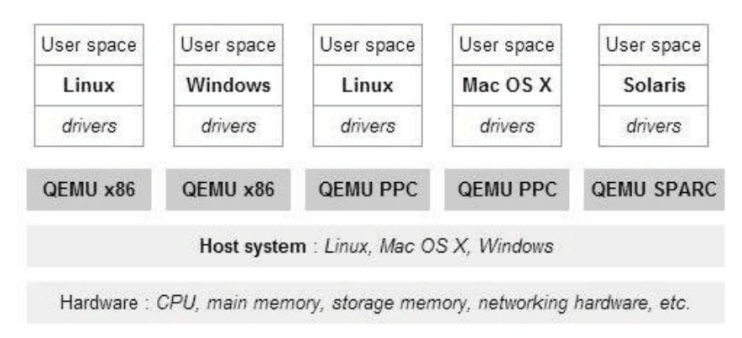 User space User space User space User space User space
Linux Windows Linux Mac OS X Solaris
drivers drivers drivers drivers drivers
QEMU x86 QEMU x86 QEMU PPC QEMU PPC QEMU SPARC
Host system : Linux, Mac OS X, Windows
Hardware : CPU, main memory, storage memory, networking hardware, etc.